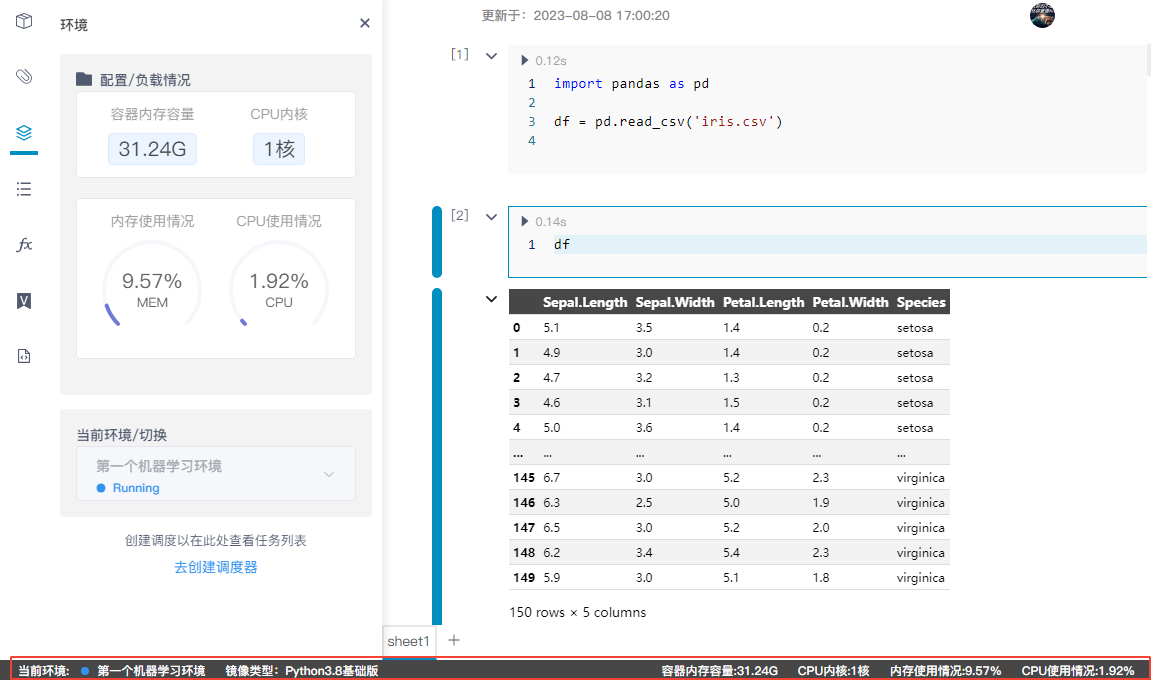 环境
配置/负载情况
容器内存容量 CPU内核
31.24G 1核
内存使用情况 CPU使用情况
9.57% 1.92%
MEM CPU
当前环境/切换
第一个机器学习环境
Running
创建调度以在此处查看任务列表
去创建调度器
更新于：2023-08-08 17:00:20
[1] 0.12s
1 import pandas as pd
2
3 df = pd.read_csv('iris.csv')
4
[2] 0.14s
1 df
Sepal.Length Sepal.Width Petal.Length Petal.Width Species
0 5.1 3.5 1.4 0.2 setosa
1 4.9 3.0 1.4 0.2 setosa
2 4.7 3.2 1.3 0.2 setosa
3 4.6 3.1 1.5 0.2 setosa
4 5.0 3.6 1.4 0.2 setosa
... ... ... ... ... ...
145 6.7 3.0 5.2 2.3 virginica
146 6.3 2.5 5.0 1.9 virginica
147 6.5 3.0 5.2 2.0 virginica
148 6.2 3.4 5.4 2.3 virginica
149 5.9 3.0 5.1 1.8 virginica
150 rows × 5 columns
sheet1
当前环境: 第一个机器学习环境 镜像类型: Python3.8基础版 容器内存容量:31.24G CPU内核:1核 内存使用情况:9.57% CPU使用情况:1.92%